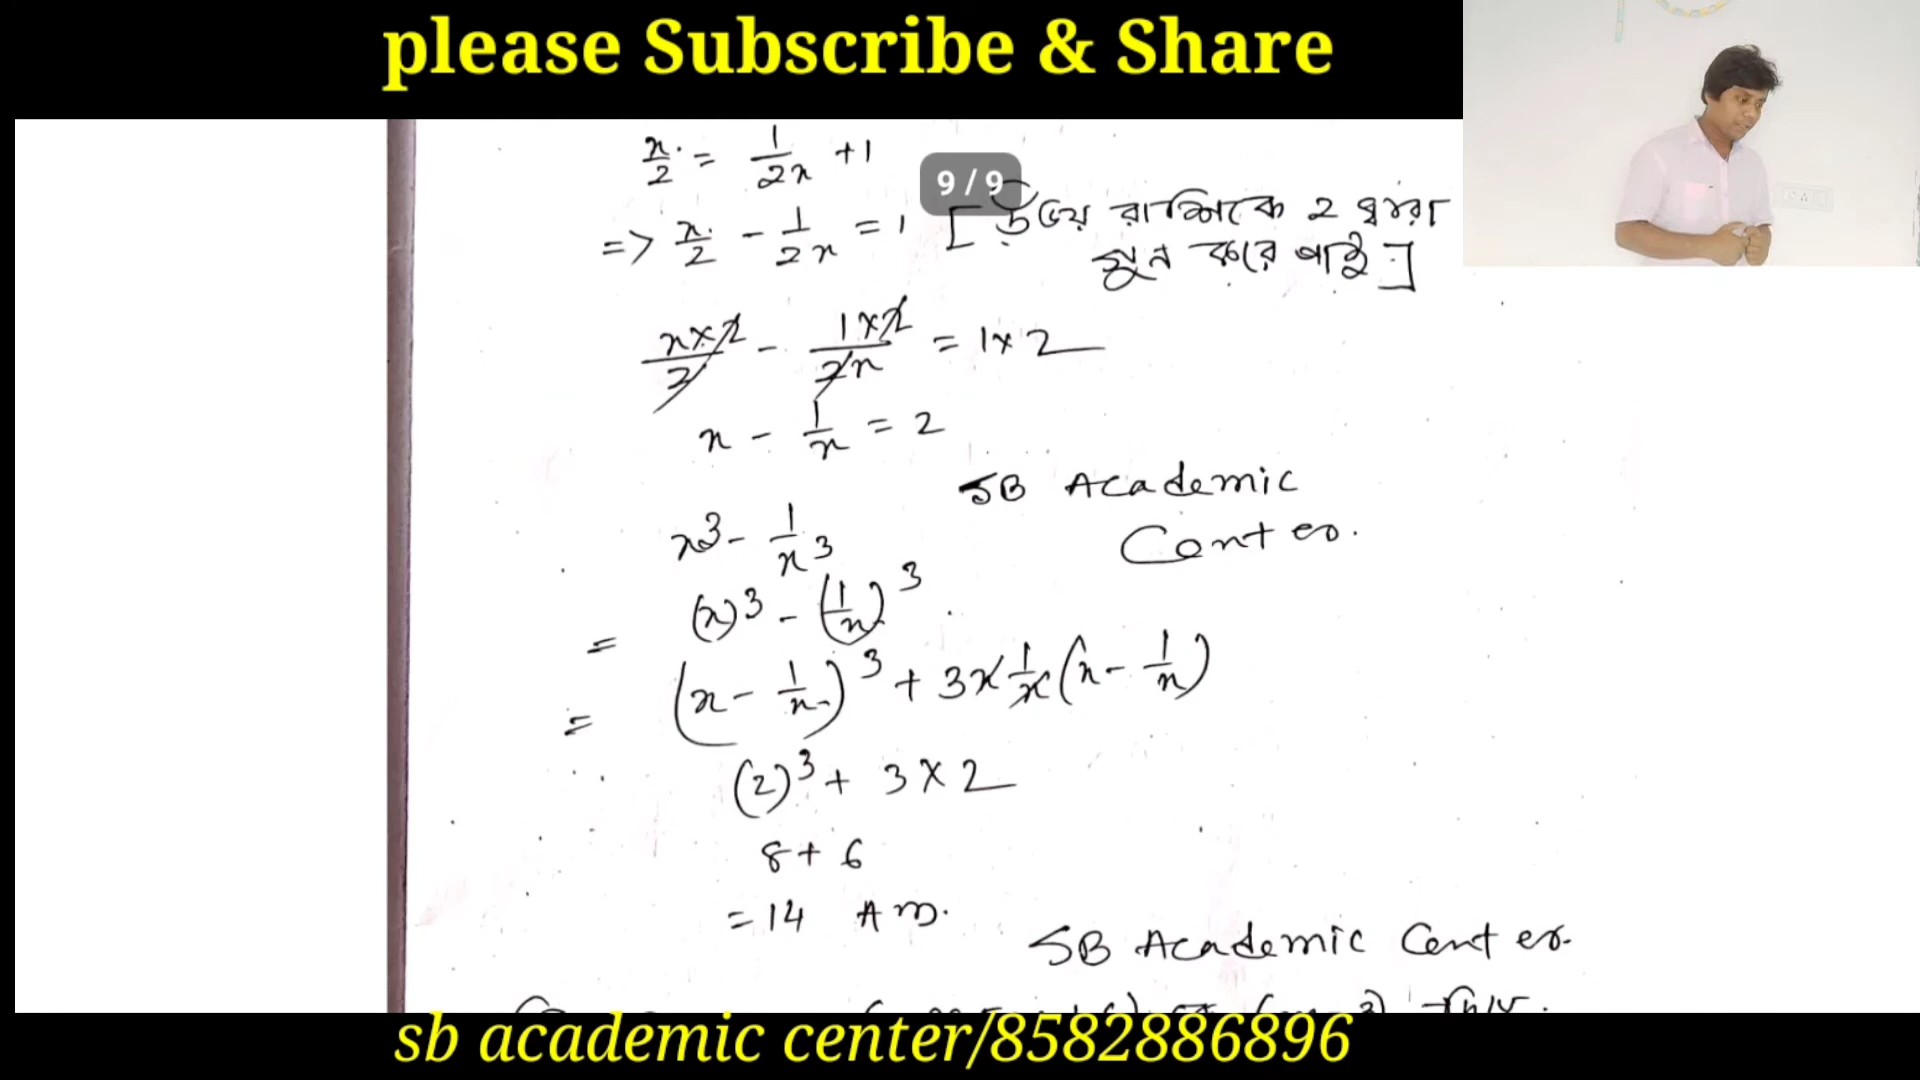 please Subscribe & Share
x/2 = 1/2x + 1
9 / 9
=> x/2 - 1/2x = 1 [উভয় রাশিকে 2 দ্বারা
গুন করে পাই]
x×2/2 - 1×2/2x = 1×2
x - 1/x = 2
SB Academic
Center.
x³ - 1/x³
= (x)³ - (1/x)³
= (x - 1/x)³ + 3x 1/x (x - 1/x)
(2)³ + 3×2
8 + 6
= 14 Ans.
SB Academic Center.
sb academic center/8582886896